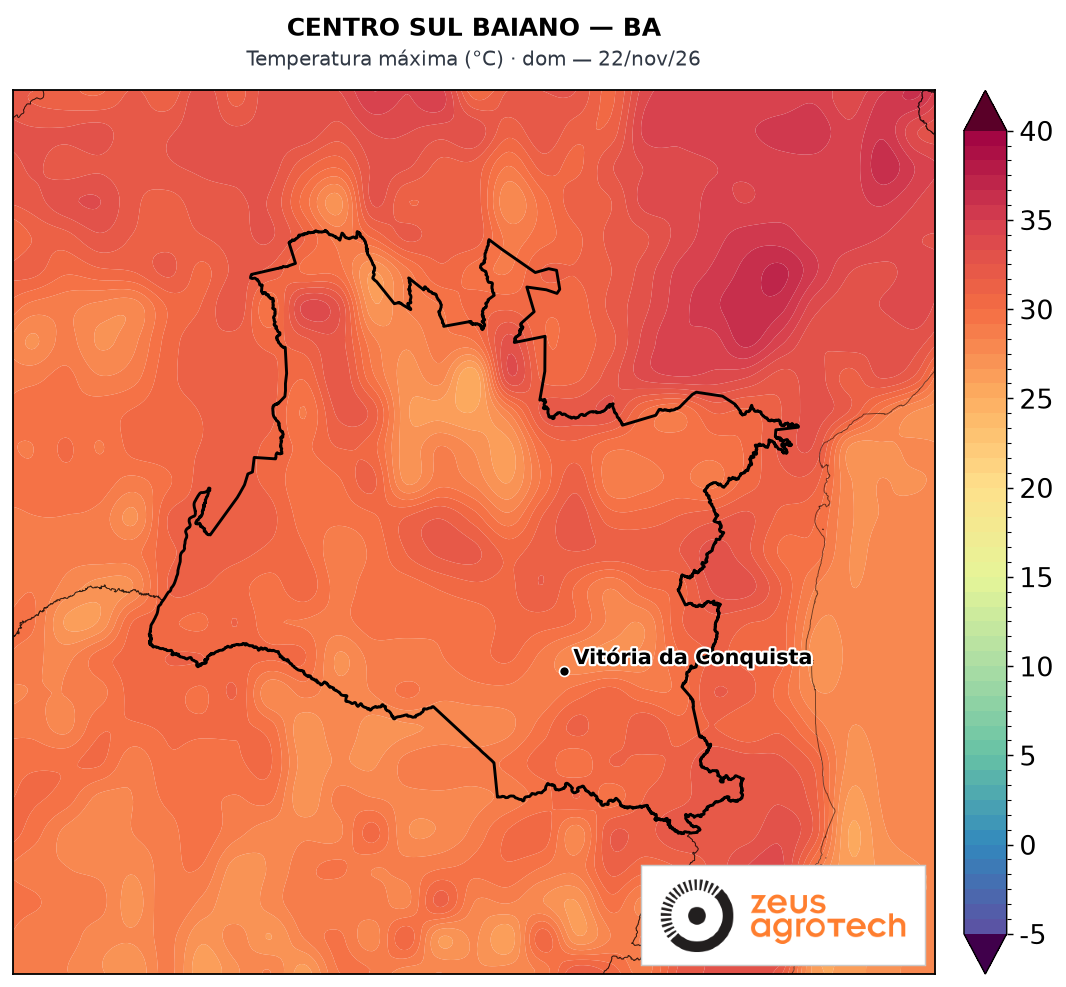 CENTRO SUL BAIANO — BA
Temperatura máxima (°C) · dom — 22/nov/26
40
35
30
25
20
15
10
5
0
-5
Vitória da Conquista
zeus
agrotech